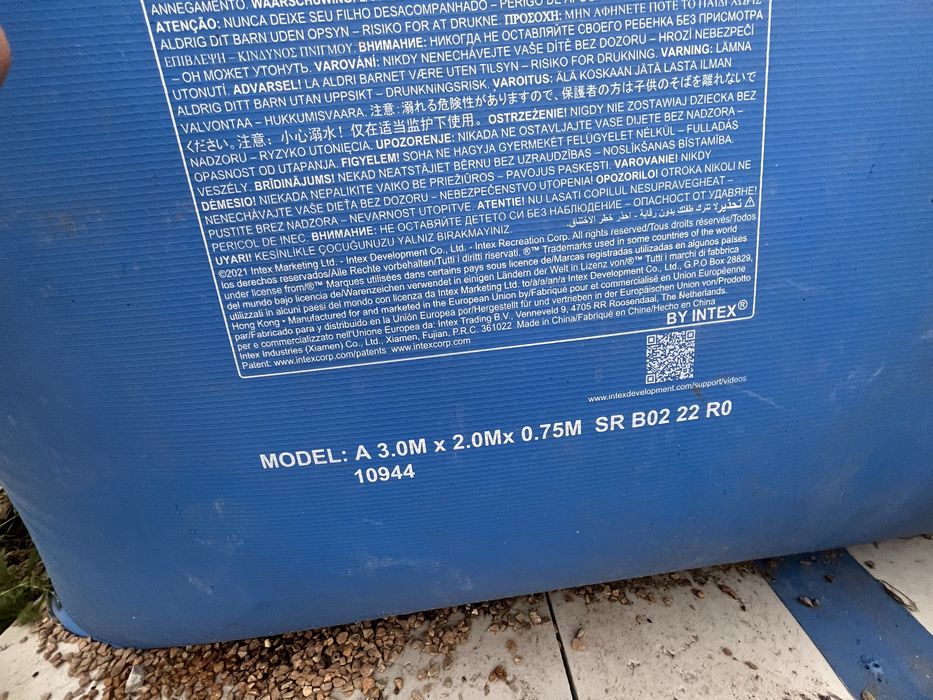 ANNEGAMENTO. WAARSCHUWING:
ATENÇÃO: NUNCA DEIXE SEU FILHO DESACOMPANHADO – PERIGO DE
ALDRIG DIT BARN UDEN OPSYN – RISIKO FOR AT DRUKNE. ΠΡΟΣΟΧΗ: ΜΗΝ ΑΦΗΝΕΤΕ ΠΟΤΕ ΤΟ ΠΑΙΔΙ ΧΩΡΙΣ
ΕΠΙΒΛΕΨΗ – ΚΙΝΔΥΝΟΣ ΠΝΙΓΜΟΥ. ВНИМАНИЕ: НИКОГДА НЕ ОСТАВЛЯЙТЕ СВОЕГО РЕБЕНКА БЕЗ ПРИСМОТРА
– ОН МОЖЕТ УТОНУТЬ. VAROVÁNÍ: NIKDY NENECHÁVEJTE VAŠE DÍTĚ BEZ DOZORU – HROZÍ NEBEZPEČÍ
UTONUTÍ. ADVARSEL! LA ALDRI BARNET VÆRE UTEN TILSYN – RISIKO FOR DRUKNING. VARNING: LÄMNA
ALDRIG DITT BARN UTAN UPPSIKT – DRUNKNINGSRISK. VAROITUS: ÄLÄ KOSKAAN JÄTÄ LASTA ILMAN
VALVONTAA – HUKKUMISVAARA. 注意: 溺れる危険性がありますので、保護者の方は子供のそばを離れないで
ください。注意: 小心溺水! 仅在适当监护下使用。 OSTRZEŻENIE! NIGDY NIE ZOSTAWIAJ DZIECKA BEZ
NADZORU – RYZYKO UTONIĘCIA. UPOZORENJE: NIKADA NE OSTAVLJAJTE VAŠE DIJETE BEZ NADZORA –
OPASNOST OD UTAPANJA. FIGYELEM! SOHA NE HAGYJA GYERMEKÉT FELÜGYELET NÉLKÜL – FULLADÁS
VESZÉLY. BRĪDINĀJUMS! NEKAD NEATSTĀJIET BĒRNU BEZ UZRAUDZĪBAS – NOSLĪKŠANAS BĪSTAMĪBA.
DĖMESIO! NIEKADA NEPALIKITE VAIKO BE PRIEŽIŪROS – PAVOJUS PASKĘSTI. VAROVANIE! NIKDY
NENECHÁVAJTE VAŠE DIEŤA BEZ DOZORU – NEBEZPEČENSTVO UTOPENIA! OPOZORILO! OTROKA NIKOLI NE
PUSTITE BREZ NADZORA – NEVARNOST UTOPITVE. ATENTIE! NU LASATI COPILUL NESUPRAVEGHEAT –
PERICOL DE INEC. ВНИМАНИЕ: НЕ ОСТАВЯЙТЕ ДЕТЕТО СИ БЕЗ НАБЛЮДЕНИЕ – ОПАСНОСТ ОТ УДАВЯНЕ!
UYARI! KESİNLİKLE ÇOCUĞUNUZU YALNIZ BIRAKMAYINIZ. تحذير! لا تترك طفلك بدون رقابة - احذر خطر الاختناق.
©2021 Intex Marketing Ltd. - Intex Development Co., Ltd. - Intex Recreation Corp. All rights reserved/Tous droits réservés/Todos
los derechos reservados/Alle Rechte vorbehalten/Tutti i diritti riservati. ®™ Trademarks used in some countries of the world
under license from/®™ Marques utilisées dans certains pays sous licence de/Marcas registradas utilizadas en algunos países
del mundo bajo licencia de/Warenzeichen verwendet in einigen Ländern der Welt in Lizenz von/®™ Tutti i marchi di fabbrica
utilizzati in alcuni paesi del mondo con licenza da Intex Marketing Ltd. to/à/a/an/a Intex Development Co., Ltd., G.P.O Box 28829,
Hong Kong • Manufactured for and marketed in the European Union by/Fabriqué pour et commercialisé en Union Européenne
par/Fabricado para y distribuido en la Unión Europea por/Hergestellt für und vertrieben in der Europäischen Union von/Prodotto
per e commercializzato nell'Unione Europea da: Intex Trading B.V., Venneveld 9, 4705 RR Roosendaal, The Netherlands.
Intex Industries (Xiamen) Co., Ltd., Xiamen, Fujian, P.R.C. 361022 Made in China/Fabriqué en Chine/Hecho en China
Patent: www.intexcorp.com/patents www.intexcorp.com
BY INTEX®
www.intexdevelopment.com/support/videos
MODEL: A 3.0M x 2.0Mx 0.75M SR B02 22 R0
10944